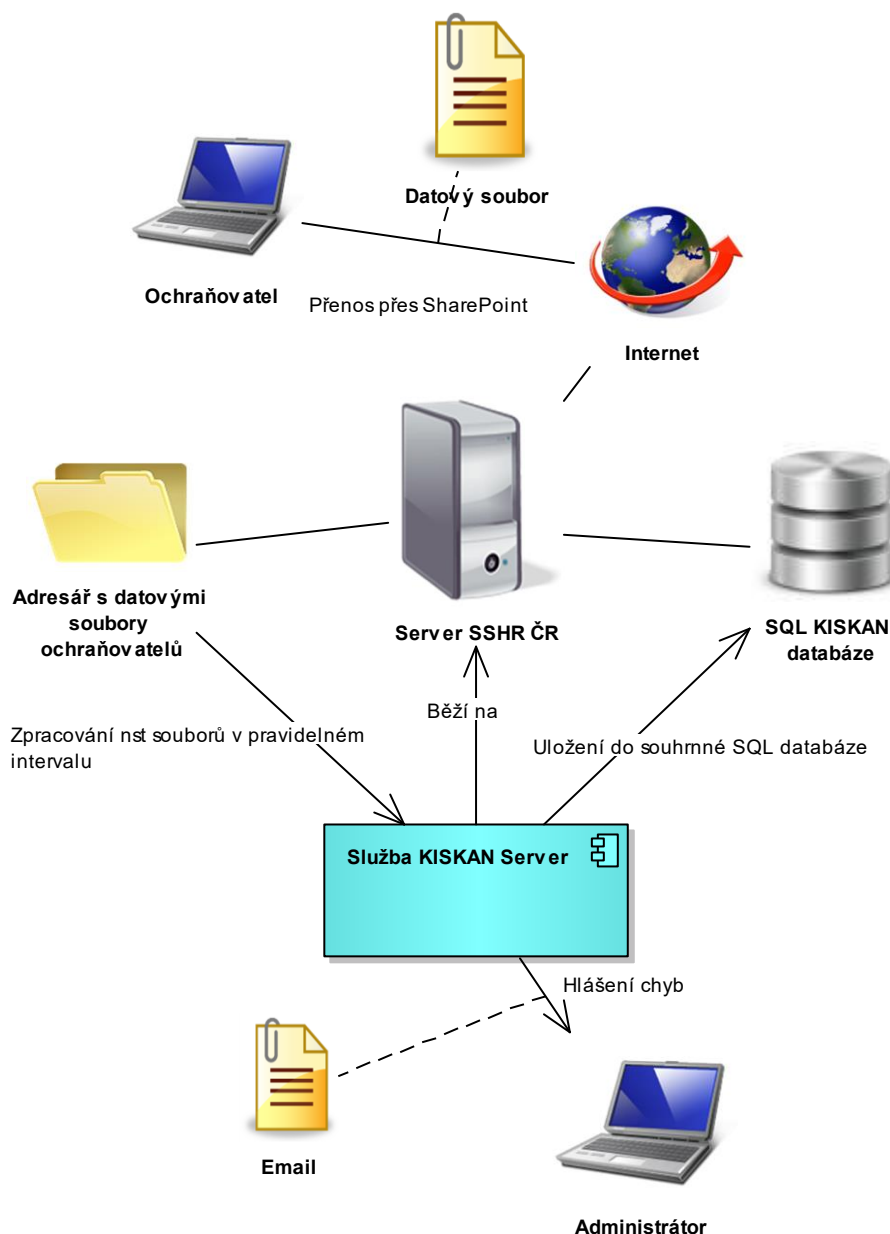 Datový soubor
Ochraňovatel
Přenos přes SharePoint
Internet
Adresář s datovými
soubory
ochraňovatelů
Server SSHR ČR
SQL KISKAN
databáze
Běží na
Zpracování nst souborů v pravidelném
intervalu
Uložení do souhrnné SQL databáze
Služba KISKAN Server
Hlášení chyb
Email
Administrátor